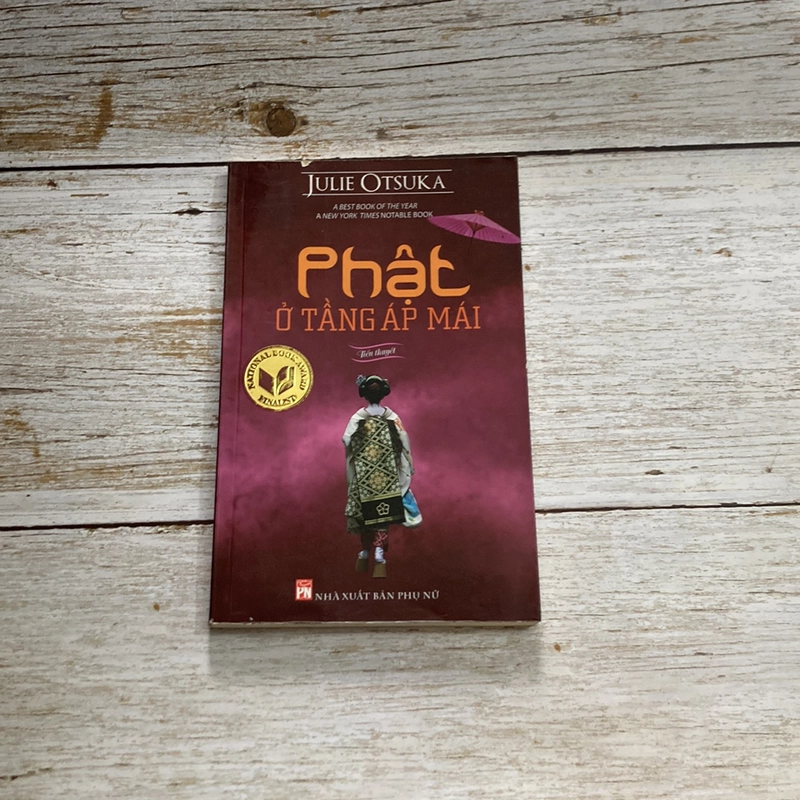 JULIE OTSUKA
A BEST BOOK OF THE YEAR
A NEW YORK TIMES NOTABLE BOOK
Phật
Ở TẦNG ÁP MÁI
Tiểu thuyết
NATIONAL BOOK AWARD
FINALIST
PN NHÀ XUẤT BẢN PHỤ NỮ